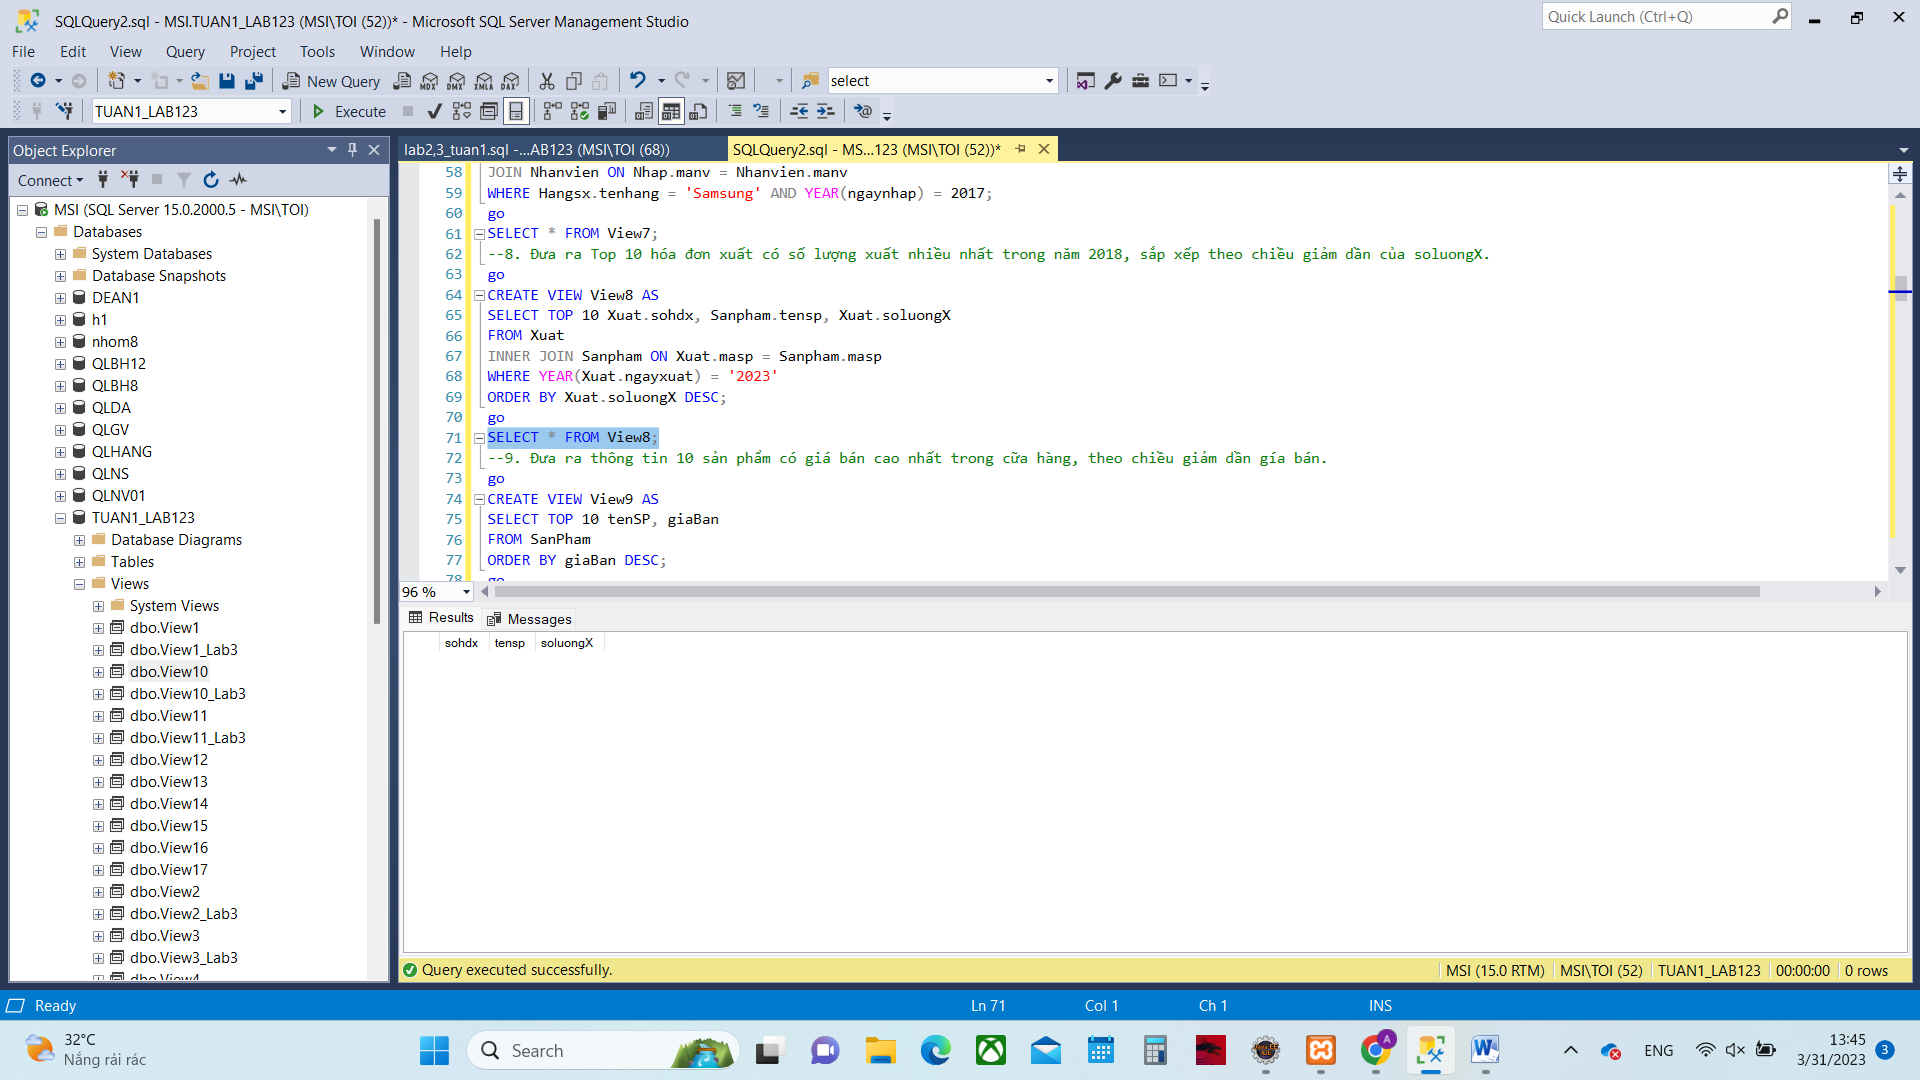 SQLQuery2.sql - MSI.TUAN1_LAB123 (MSI\TOI (52))* - Microsoft SQL Server Management Studio
Quick Launch (Ctrl+Q)
File Edit View Query Project Tools Window Help
New Query MDX DMX XMLA DAX select
TUAN1_LAB123 Execute
Object Explorer
Connect
MSI (SQL Server 15.0.2000.5 - MSI\TOI)
Databases
System Databases
Database Snapshots
DEAN1
h1
nhom8
QLBH12
QLBH8
QLDA
QLGV
QLHANG
QLNS
QLNV01
TUAN1_LAB123
Database Diagrams
Tables
Views
System Views
dbo.View1
dbo.View1_Lab3
dbo.View10
dbo.View10_Lab3
dbo.View11
dbo.View11_Lab3
dbo.View12
dbo.View13
dbo.View14
dbo.View15
dbo.View16
dbo.View17
dbo.View2
dbo.View2_Lab3
dbo.View3
dbo.View3_Lab3
dbo.View4
lab2,3_tuan1.sql -...AB123 (MSI\TOI (68))
SQLQuery2.sql - MS...123 (MSI\TOI (52))*
58 JOIN Nhanvien ON Nhap.manv = Nhanvien.manv
59 WHERE Hangsx.tenhang = 'Samsung' AND YEAR(ngaynhap) = 2017;
60 go
61 SELECT * FROM View7;
62 --8. Đưa ra Top 10 hóa đơn xuất có số lượng xuất nhiều nhất trong năm 2018, sắp xếp theo chiều giảm dần của soluongX.
63 go
64 CREATE VIEW View8 AS
65 SELECT TOP 10 Xuat.sohdx, Sanpham.tensp, Xuat.soluongX
66 FROM Xuat
67 INNER JOIN Sanpham ON Xuat.masp = Sanpham.masp
68 WHERE YEAR(Xuat.ngayxuat) = '2023'
69 ORDER BY Xuat.soluongX DESC;
70 go
71 SELECT * FROM View8;
72 --9. Đưa ra thông tin 10 sản phẩm có giá bán cao nhất trong cữa hàng, theo chiều giảm dần gía bán.
73 go
74 CREATE VIEW View9 AS
75 SELECT TOP 10 tenSP, giaBan
76 FROM SanPham
77 ORDER BY giaBan DESC;
78 go
96 %
Results Messages
sohdx tensp soluongX
Query executed successfully.
MSI (15.0 RTM) MSI\TOI (52) TUAN1_LAB123 00:00:00 0 rows
Ready Ln 71 Col 1 Ch 1 INS
32°C
Nắng rải rác
Search
ENG
13:45
3/31/2023
3